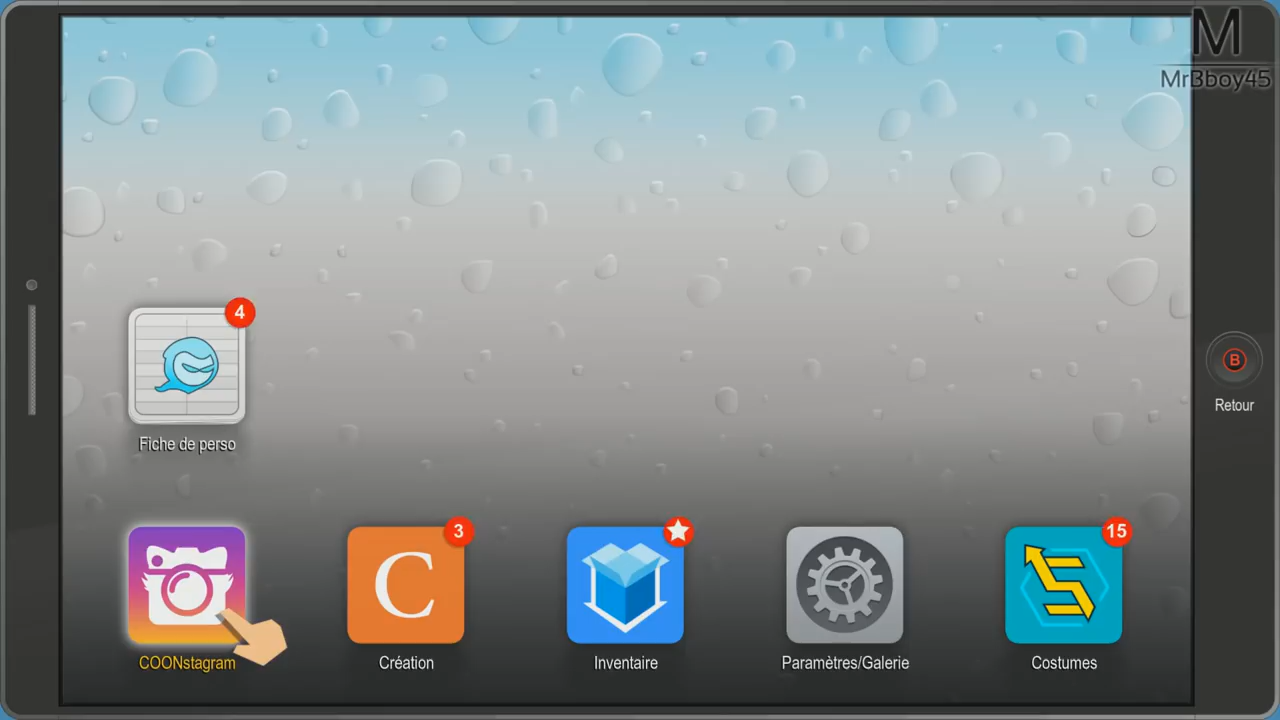 M
MrBboy45
4
Fiche de perso
B
Retour
3
15
C
COONstagram
Création
Inventaire
Paramètres/Galerie
Costumes